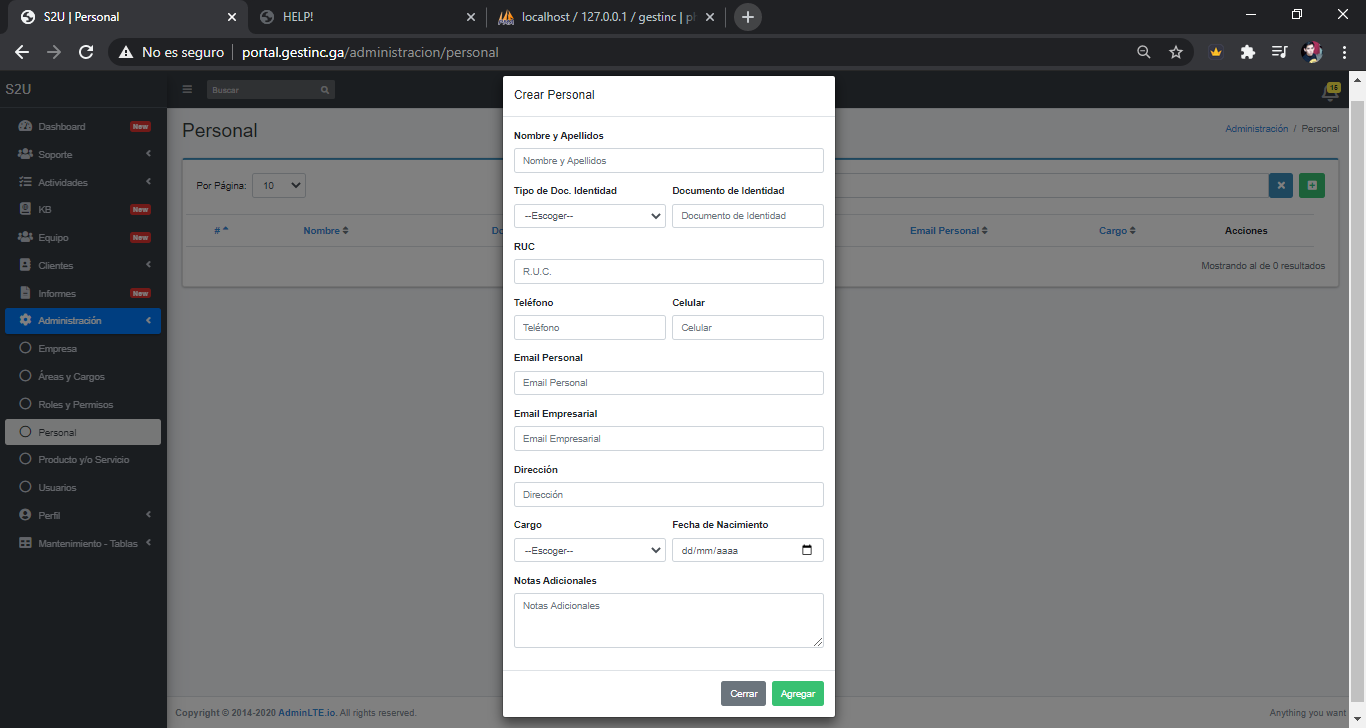 S2U | Personal
HELP!
localhost / 127.0.0.1 / gestinc | p
No es seguro
portal.gestinc.ga/administracion/personal
S2U
Buscar
15
Dashboard New
Soporte
Actividades
KB New
Equipo New
Clientes
Informes New
Administración
Empresa
Áreas y Cargos
Roles y Permisos
Personal
Producto y/o Servicio
Usuarios
Perfil
Mantenimiento - Tablas
Personal
Administración / Personal
Por Página: 10
# Nombre Do Email Personal Cargo Acciones
Mostrando al de 0 resultados
Crear Personal
Nombre y Apellidos
Nombre y Apellidos
Tipo de Doc. Identidad Documento de Identidad
--Escoger-- Documento de Identidad
RUC
R.U.C.
Teléfono Celular
Teléfono Celular
Email Personal
Email Personal
Email Empresarial
Email Empresarial
Dirección
Dirección
Cargo Fecha de Nacimiento
--Escoger-- dd/mm/aaaa
Notas Adicionales
Notas Adicionales
Cerrar Agregar
Copyright © 2014-2020 AdminLTE.io. All rights reserved.
Anything you want